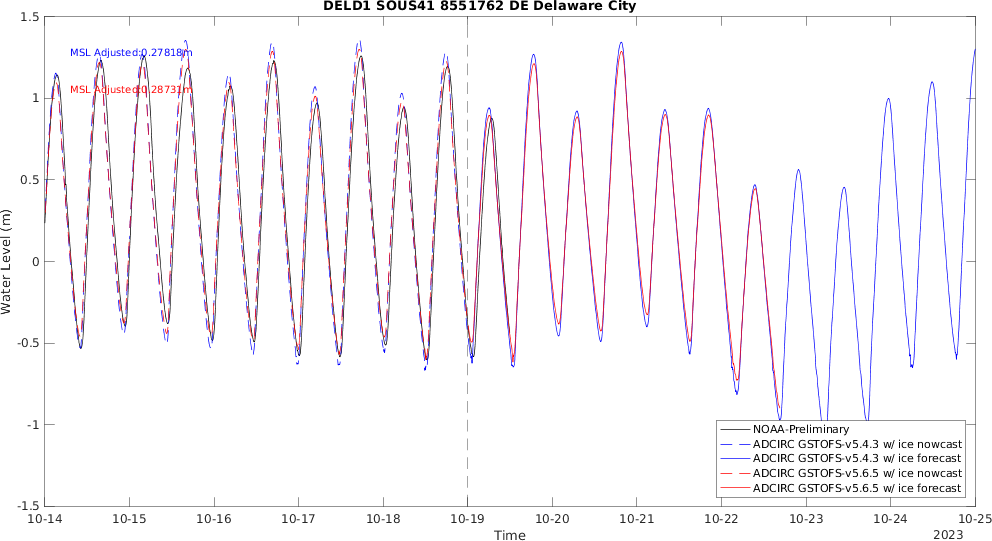 DELD1 SOUS41 8551762 DE Delaware City
1.5
1
0.5
0
-0.5
-1
-1.5
Water Level (m)
MSL Adjusted:0.27818m
MSL Adjusted:0.28731m
NOAA-Preliminary
ADCIRC GSTOFS-v5.4.3 w/ ice nowcast
ADCIRC GSTOFS-v5.4.3 w/ ice forecast
ADCIRC GSTOFS-v5.6.5 w/ ice nowcast
ADCIRC GSTOFS-v5.6.5 w/ ice forecast
10-14 10-15 10-16 10-17 10-18 10-19 10-20 10-21 10-22 10-23 10-24 10-25
Time
2023